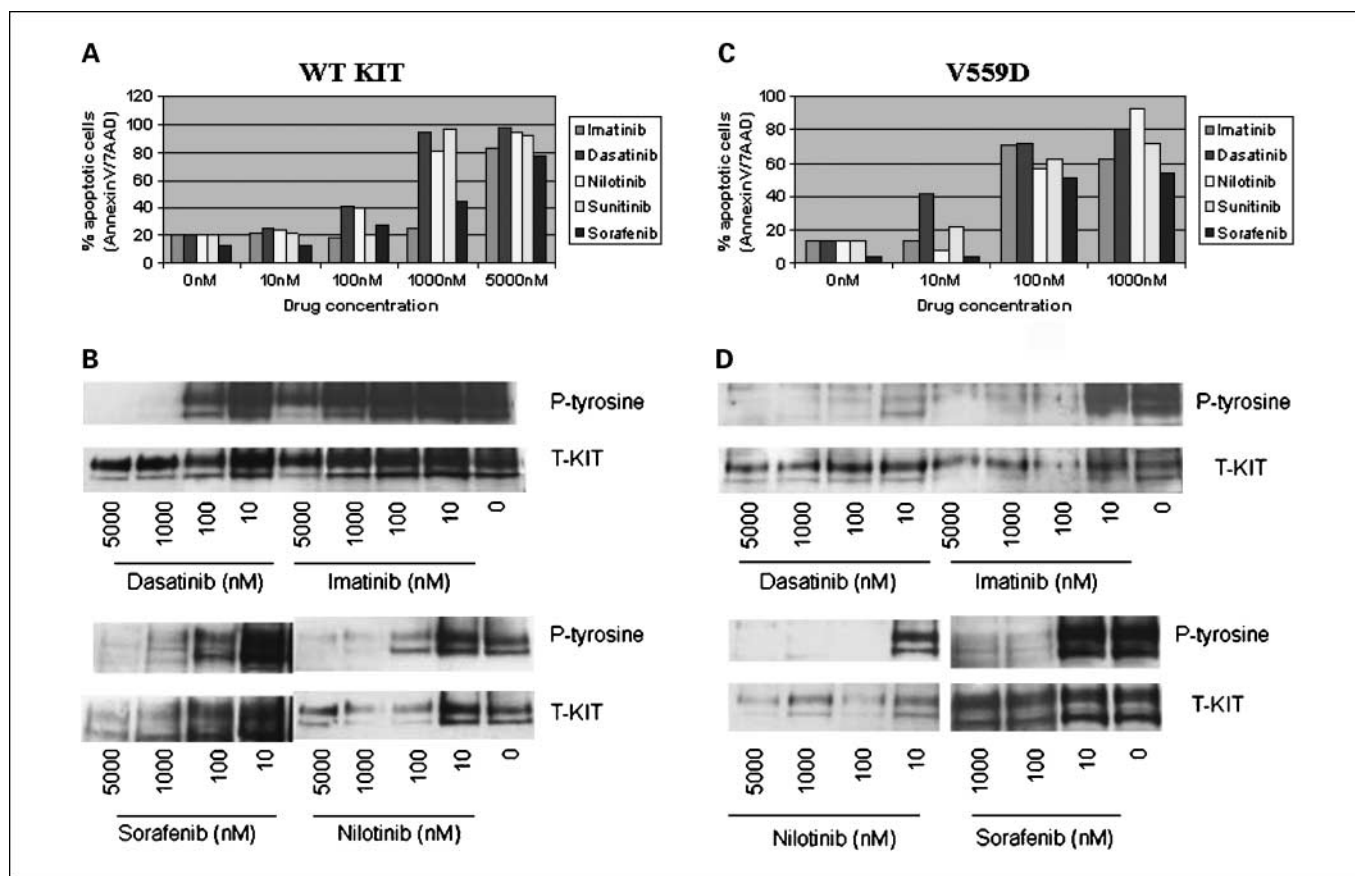 A
WT KIT
% apoptotic cells
(AnnexinV/7AAD)
120
100
80
60
40
20
0
0nM
10nM
100nM
1000nM
5000nM
Drug concentration
Imatinib
Dasatinib
Nilotinib
Sunitinib
Sorafenib
C
V559D
% apoptotic cells
(AnnexinV/7AAD)
100
80
60
40
20
0
0nM
10nM
100nM
1000nM
Drug concentration
Imatinib
Dasatinib
Nilotinib
Sunitinib
Sorafenib
B
P-tyrosine
T-KIT
5000 1000 100 10 5000 1000 100 10 0
Dasatinib (nM) Imatinib (nM)
P-tyrosine
T-KIT
5000 1000 100 10 5000 1000 100 10 0
Sorafenib (nM) Nilotinib (nM)
D
P-tyrosine
T-KIT
5000 1000 100 10 5000 1000 100 10 0
Dasatinib (nM) Imatinib (nM)
P-tyrosine
T-KIT
5000 1000 100 10 1000 100 10 0
Nilotinib (nM) Sorafenib (nM)